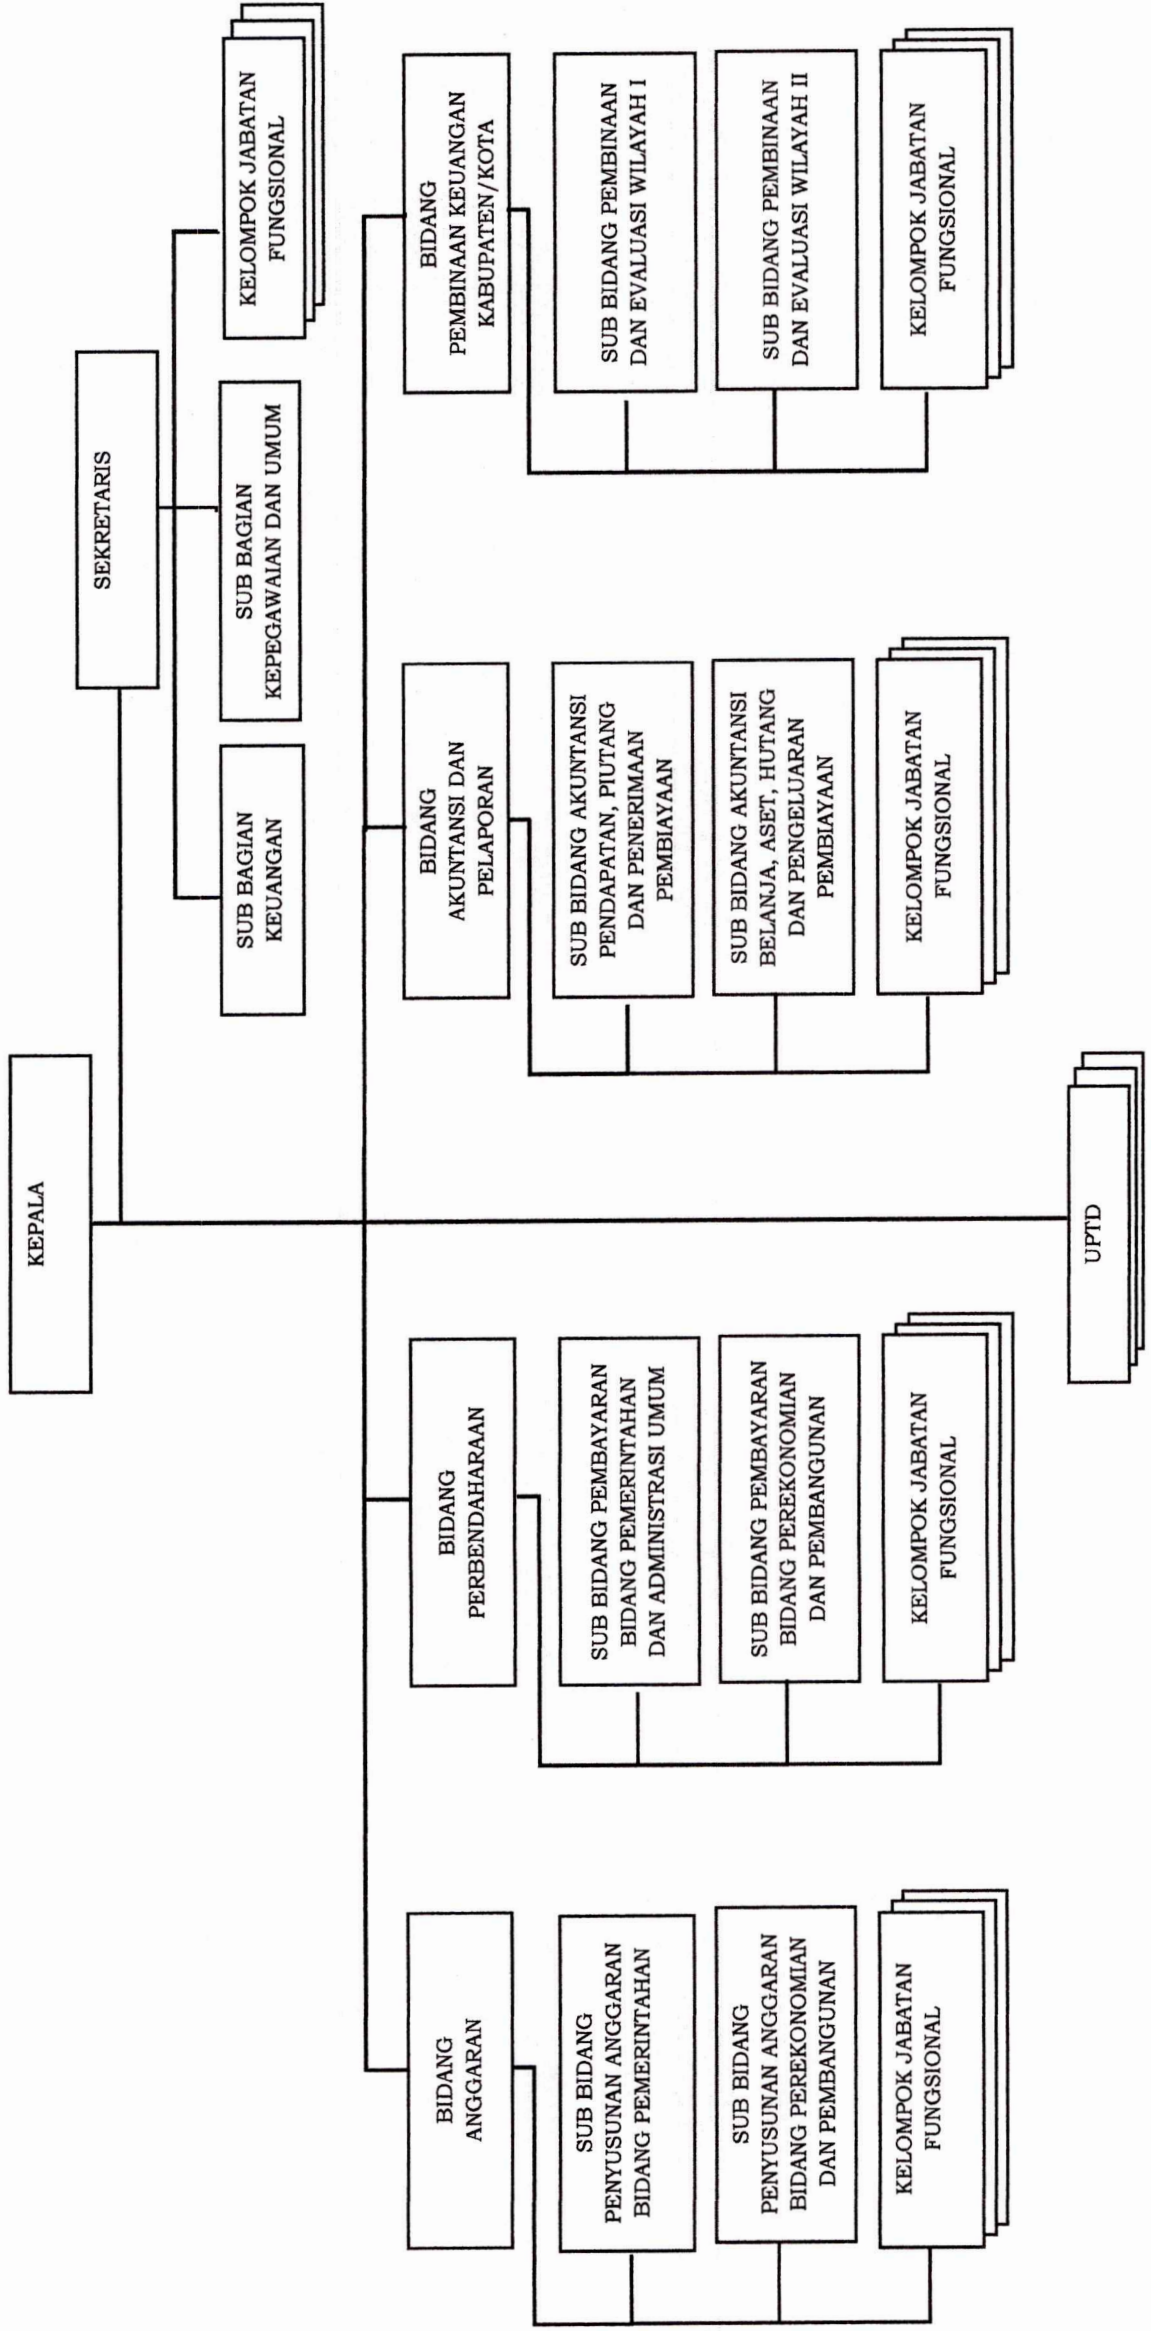 KEPALA
SEKRETARIS
SUB BAGIAN
KEUANGAN
SUB BAGIAN
KEPEGAWAIAN DAN UMUM
KELOMPOK JABATAN
FUNGSIONAL
BIDANG
ANGGARAN
SUB BIDANG
PENYUSUNAN ANGGARAN
BIDANG PEMERINTAHAN
SUB BIDANG
PENYUSUNAN ANGGARAN
BIDANG PEREKONOMIAN
DAN PEMBANGUNAN
KELOMPOK JABATAN
FUNGSIONAL
BIDANG
PERBENDAHARAAN
SUB BIDANG PEMBAYARAN
BIDANG PEMERINTAHAN
DAN ADMINISTRASI UMUM
SUB BIDANG PEMBAYARAN
BIDANG PEREKONOMIAN
DAN PEMBANGUNAN
KELOMPOK JABATAN
FUNGSIONAL
BIDANG
AKUNTANSI DAN
PELAPORAN
SUB BIDANG AKUNTANSI
PENDAPATAN, PIUTANG
DAN PENERIMAAN
PEMBIAYAAN
SUB BIDANG AKUNTANSI
BELANJA, ASET, HUTANG
DAN PENGELUARAN
PEMBIAYAAN
KELOMPOK JABATAN
FUNGSIONAL
BIDANG
PEMBINAAN KEUANGAN
KABUPATEN/KOTA
SUB BIDANG PEMBINAAN
DAN EVALUASI WILAYAH I
SUB BIDANG PEMBINAAN
DAN EVALUASI WILAYAH II
KELOMPOK JABATAN
FUNGSIONAL
UPTD